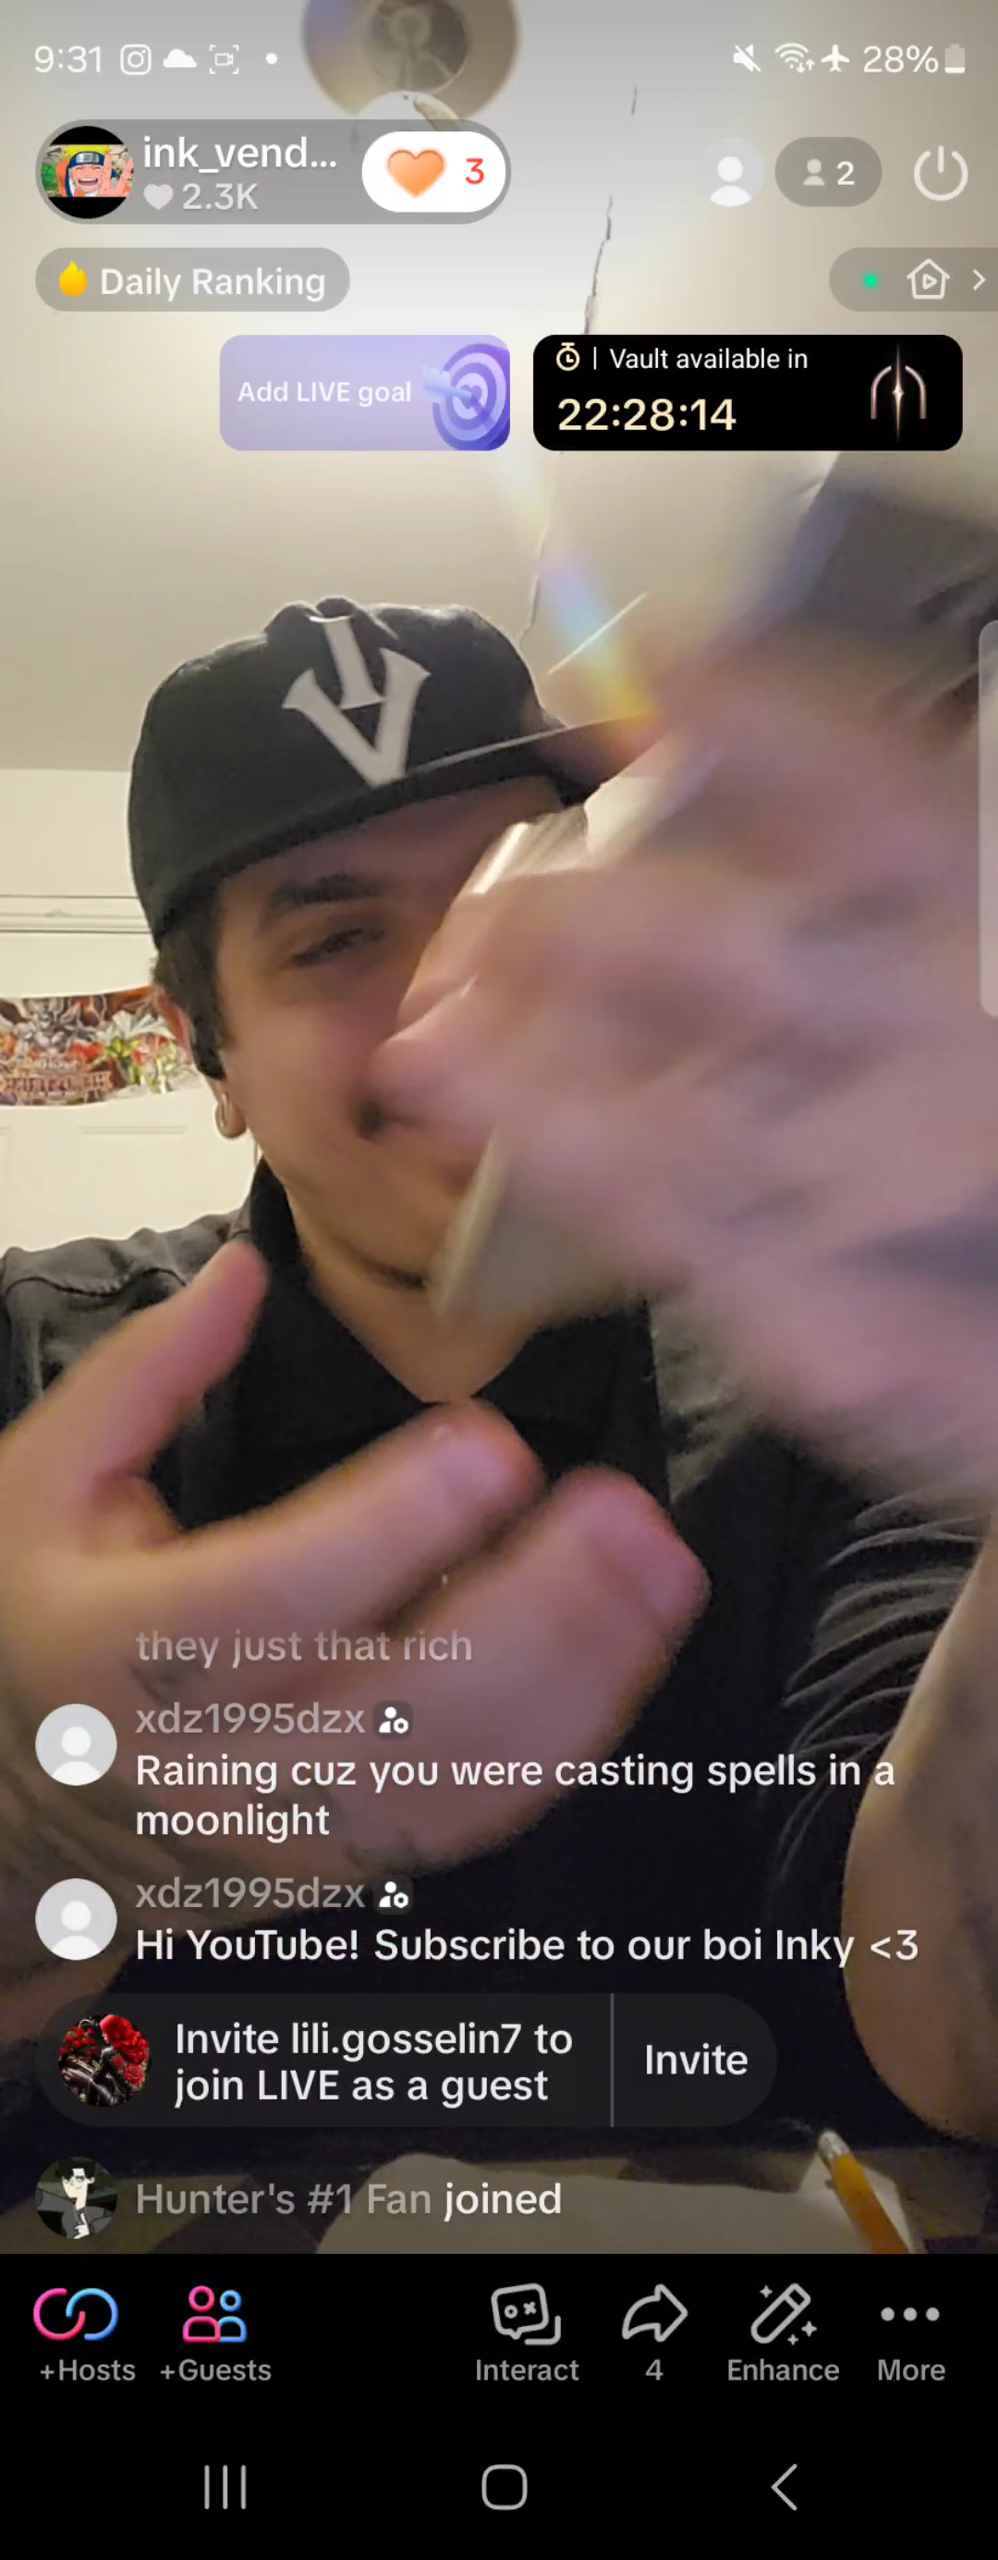 9:31
28%
ink_vend...
2.3K
3
2
Daily Ranking
Add LIVE goal
Vault available in
22:28:14
they just that rich
xdz1995dzx
Raining cuz you were casting spells in a
moonlight
xdz1995dzx
Hi YouTube! Subscribe to our boi Inky <3
Invite lili.gosselin7 to
join LIVE as a guest
Invite
Hunter's #1 Fan joined
+Hosts
+Guests
Interact
4
Enhance
More